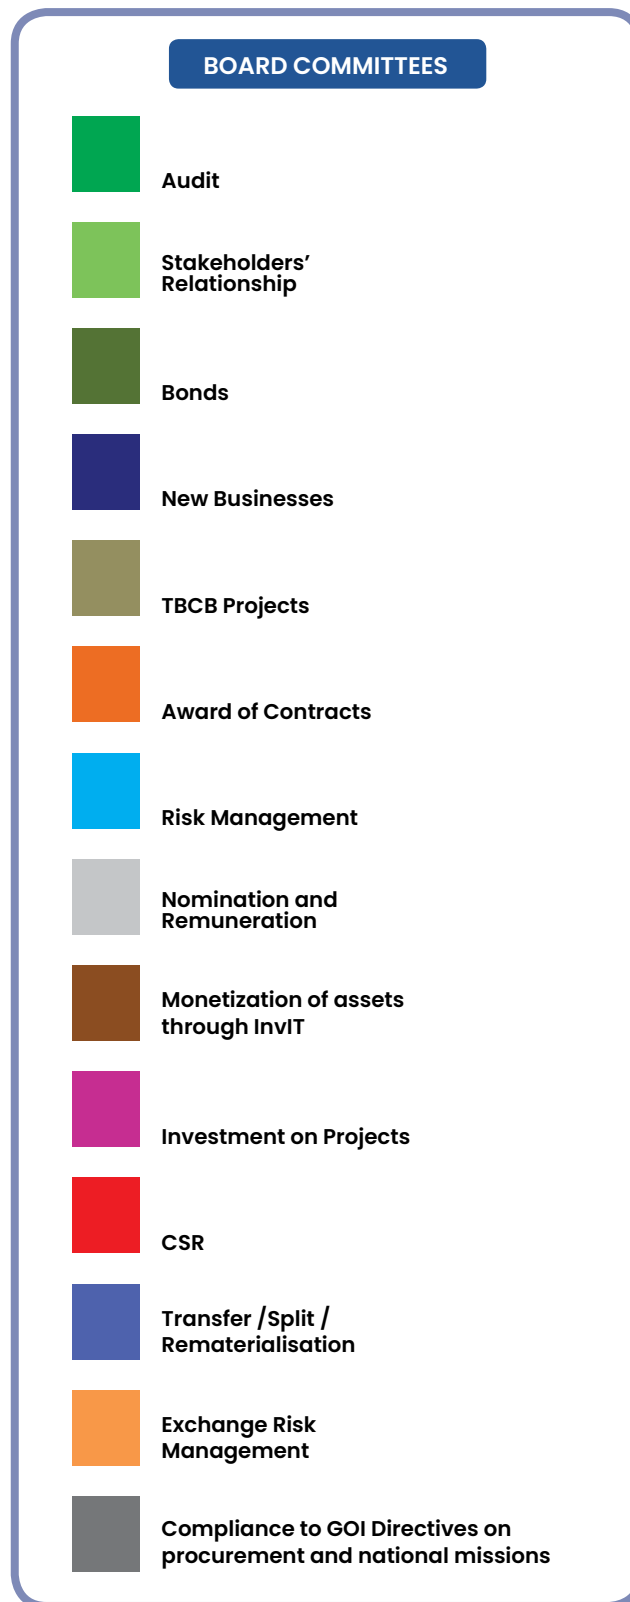 BOARD COMMITTEES
Audit
Stakeholders’
Relationship
Bonds
New Businesses
TBCB Projects
Award of Contracts
Risk Management
Nomination and
Remuneration
Monetization of assets
through InvIT
Investment on Projects
CSR
Transfer /Split /
Rematerialisation
Exchange Risk
Management
Compliance to GOI Directives on
procurement and national missions